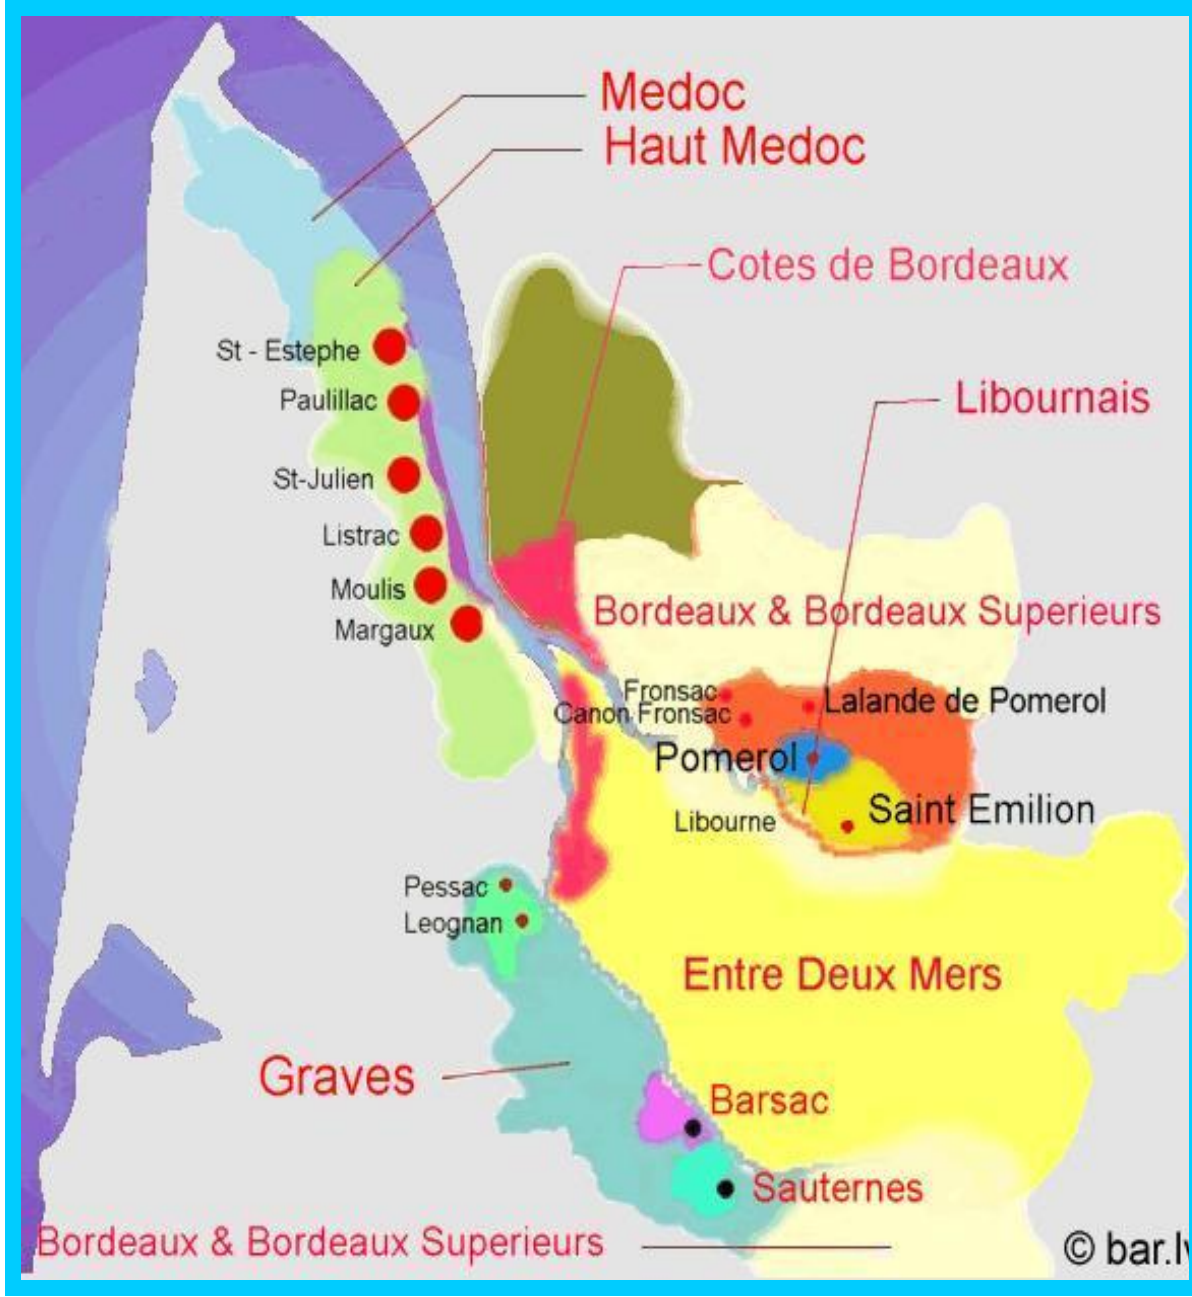 Medoc
Haut Medoc
Cotes de Bordeaux
St - Estephe
Libournais
Paulillac
St-Julien
Listrac
Moulis
Bordeaux & Bordeaux Superieurs
Margaux
Fronsac
Lalande de Pomerol
Canon Fronsac
Pomerol
Saint Emilion
Libourne
Pessac
Leognan
Entre Deux Mers
Graves
Barsac
Sauternes
Bordeaux & Bordeaux Superieurs
© bar.lv